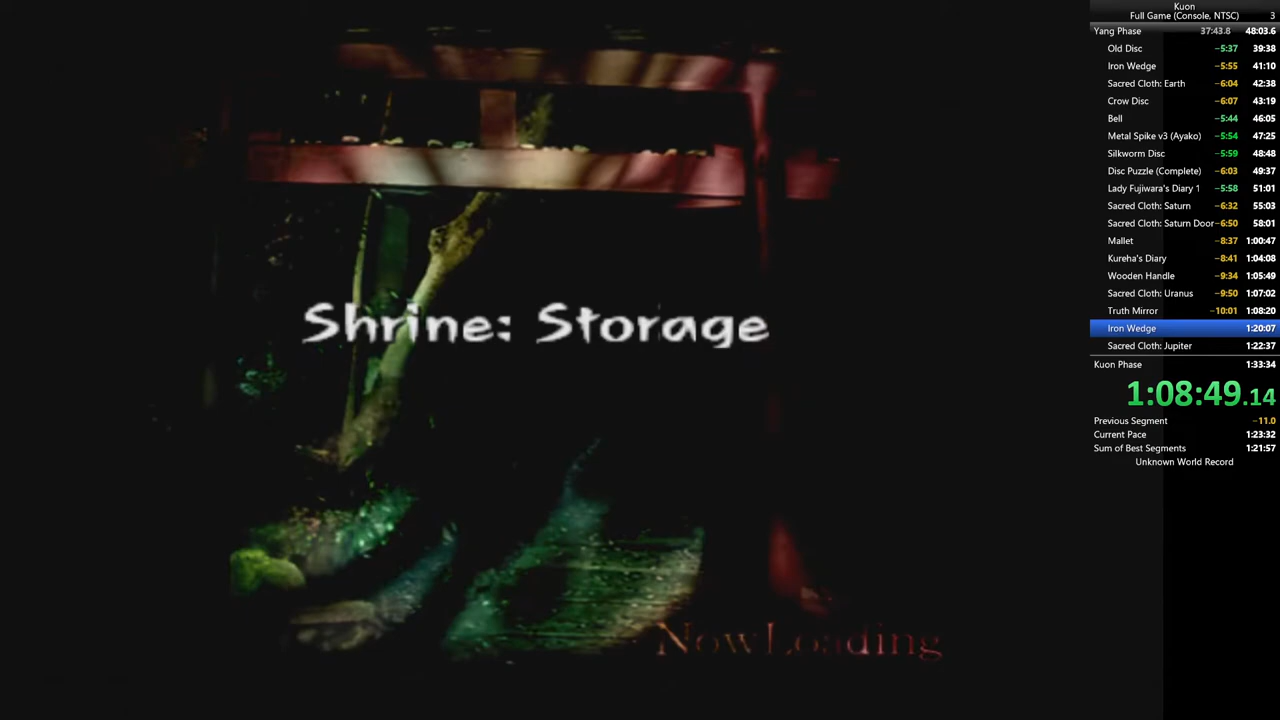 Kuon
Full Game (Console, NTSC) 3
Yang Phase 37:43.8 48:03.6
Old Disc −5:37 39:38
Iron Wedge −5:55 41:10
Sacred Cloth: Earth −6:04 42:38
Crow Disc −6:07 43:19
Bell −5:44 46:05
Metal Spike v3 (Ayako) −5:54 47:25
Silkworm Disc −5:59 48:48
Disc Puzzle (Complete) −6:03 49:37
Lady Fujiwara's Diary 1 −5:58 51:01
Sacred Cloth: Saturn −6:32 55:03
Sacred Cloth: Saturn Door −6:50 58:01
Mallet −8:37 1:00:47
Kureha's Diary −8:41 1:04:08
Wooden Handle −9:34 1:05:49
Sacred Cloth: Uranus −9:50 1:07:02
Truth Mirror −10:01 1:08:20
Iron Wedge 1:20:07
Sacred Cloth: Jupiter 1:22:37
Kuon Phase 1:33:34
1:08:49.14
Previous Segment −11.0
Current Pace 1:23:32
Sum of Best Segments 1:21:57
Unknown World Record
Shrine: Storage
Now Loading